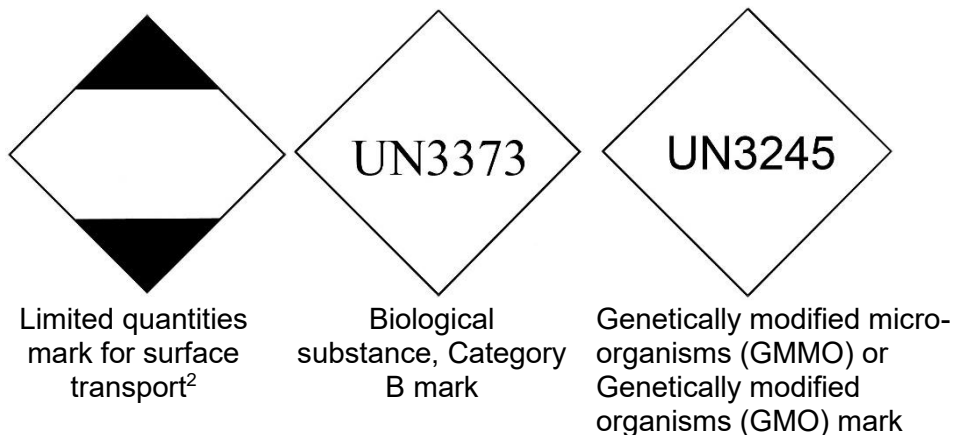 UN3373
UN3245
Limited quantities
mark for surface
transport2
Biological
substance, Category
B mark
Genetically modified micro-
organisms (GMMO) or
Genetically modified
organisms (GMO) mark